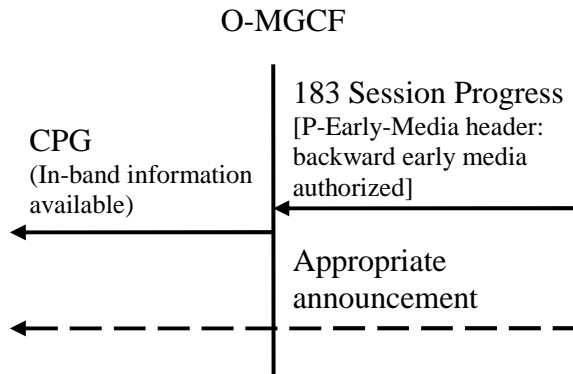 O-MGCF
183 Session Progress
[P-Early-Media header:
backward early media
authorized]
CPG
(In-band information
available)
Appropriate
announcement